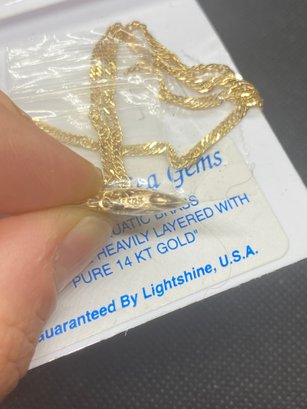 Gems
BRASS
HEAVILY LAYERED WITH
PURE 14 KT GOLD"
Guaranteed By Lightshine, U.S.A.